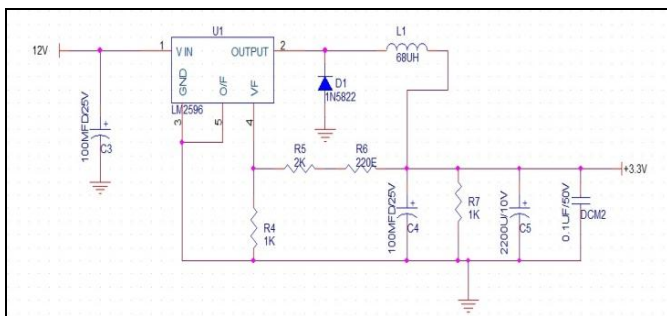 U1
L1
12V
1
V IN
OUTPUT
2
68UH
GND
O/F
VF
D1
1N5822
LM2596
3
5
4
100MFD/25V
+
C3
R5
2K
R6
220E
+3.3V
R4
1K
100MFD/25V
+
C4
R7
1K
2200U/10V
+
C5
0.1UF/50V
DCM2